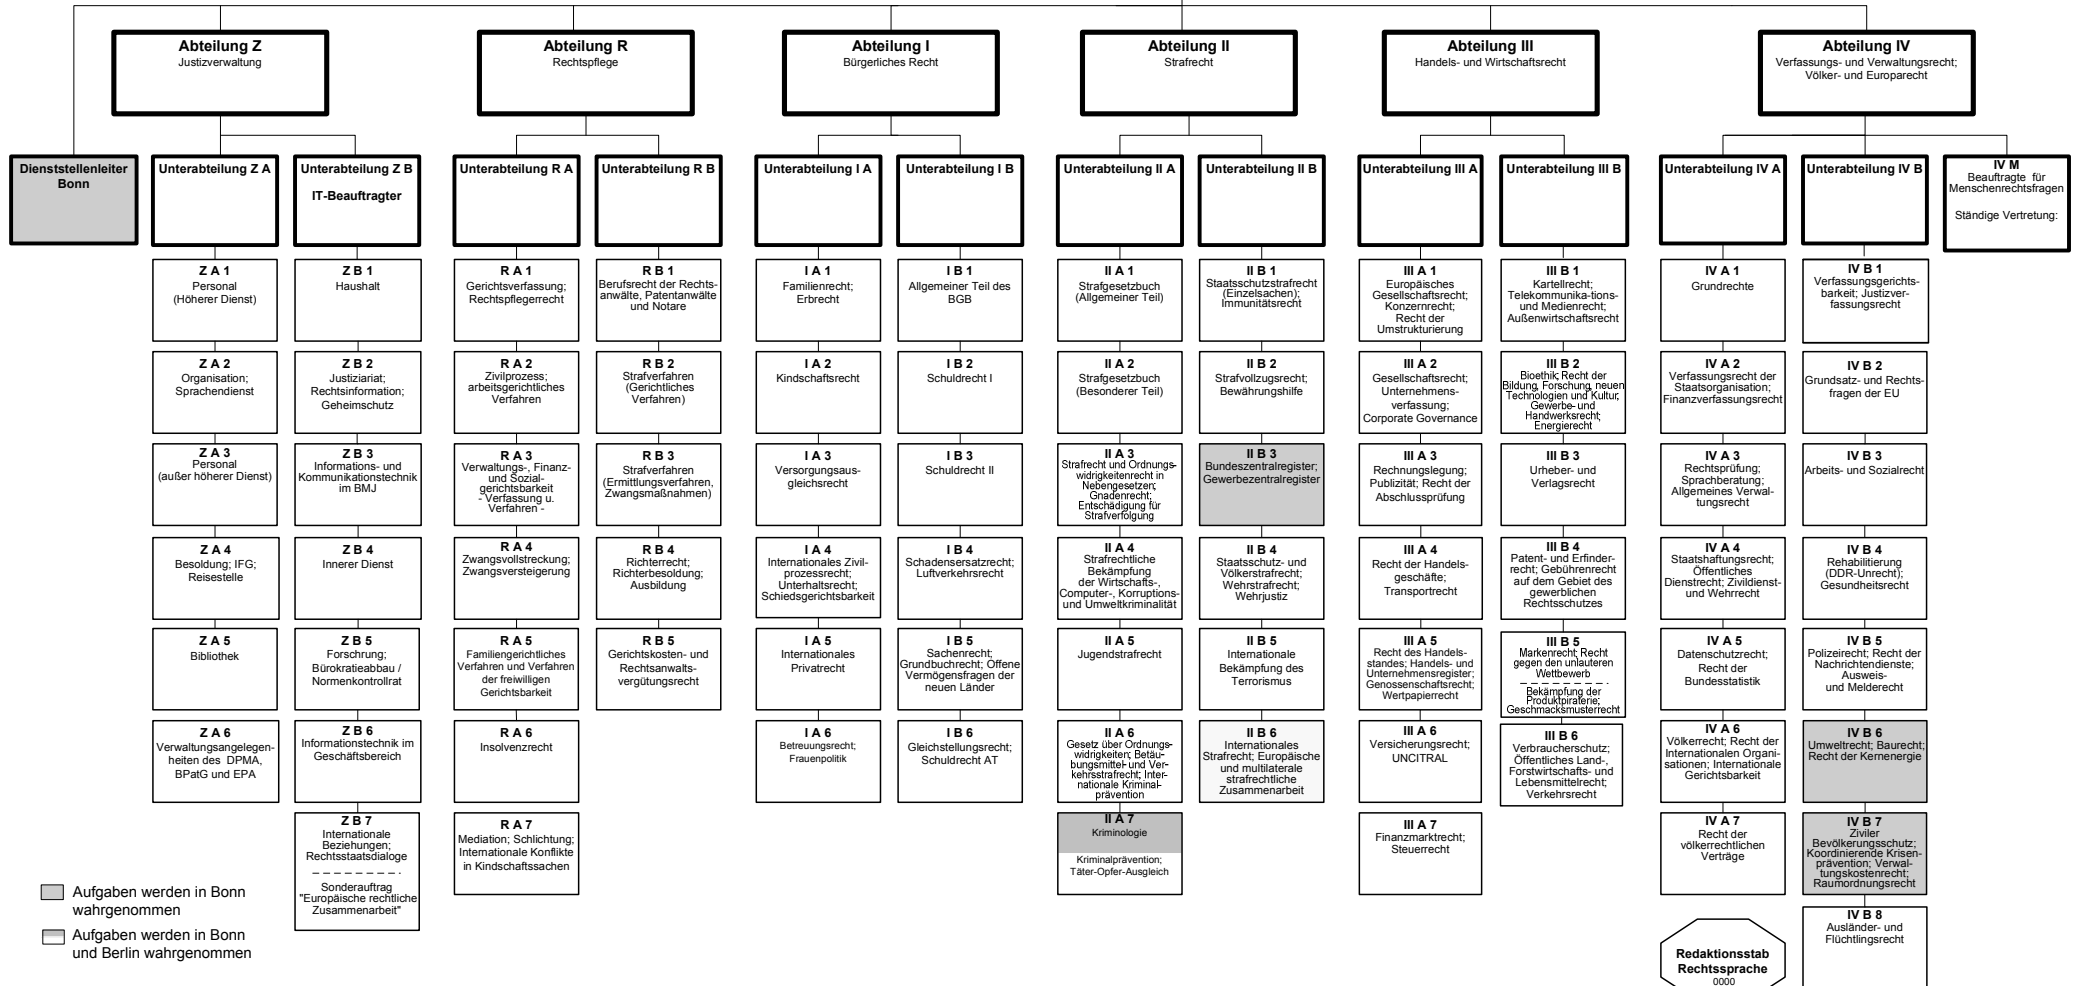 Abteilung Z
Justizverwaltung
Abteilung R
Rechtspflege
Abteilung I
Bürgerliches Recht
Abteilung II
Strafrecht
Abteilung III
Handels- und Wirtschaftsrecht
Abteilung IV
Verfassungs- und Verwaltungsrecht;
Völker- und Europarecht
Dienststellenleiter
Bonn
Unterabteilung Z A
Unterabteilung Z B
IT-Beauftragter
Unterabteilung R A
Unterabteilung R B
Unterabteilung I A
Unterabteilung I B
Unterabteilung II A
Unterabteilung II B
Unterabteilung III A
Unterabteilung III B
Unterabteilung IV A
Unterabteilung IV B
IV M
Beauftragte für
Menschenrechtsfragen
Ständige Vertretung:
Z A 1
Personal
(Höherer Dienst)
Z B 1
Haushalt
R A 1
Gerichtsverfassung;
Rechtspflegerrecht
R B 1
Berufsrecht der Rechts-
anwälte, Patentanwälte
und Notare
I A 1
Familienrecht;
Erbrecht
I B 1
Allgemeiner Teil des
BGB
II A 1
Strafgesetzbuch
(Allgemeiner Teil)
II B 1
Staatsschutzstrafrecht
(Einzelsachen);
Immunitätsrecht
III A 1
Europäisches
Gesellschaftsrecht;
Konzernrecht;
Recht der
Umstrukturierung
III B 1
Kartellrecht;
Telekommunika-tions-
und Medienrecht;
Außenwirtschaftsrecht
IV A 1
Grundrechte
IV B 1
Verfassungsgerichts-
barkeit; Justizver-
fassungsrecht
Z A 2
Organisation;
Sprachendienst
Z B 2
Justiziariat;
Rechtsinformation;
Geheimschutz
R A 2
Zivilprozess;
arbeitsgerichtliches
Verfahren
R B 2
Strafverfahren
(Gerichtliches
Verfahren)
I A 2
Kindschaftsrecht
I B 2
Schuldrecht I
II A 2
Strafgesetzbuch
(Besonderer Teil)
II B 2
Strafvollzugsrecht;
Bewährungshilfe
III A 2
Gesellschaftsrecht;
Unternehmens-
verfassung;
Corporate Governance
III B 2
Bioethik; Recht der
Bildung, Forschung, neuen
Technologien und Kultur;
Gewerbe- und
Handwerksrecht;
Energierecht
IV A 2
Verfassungsrecht der
Staatsorganisation;
Finanzverfassungsrecht
IV B 2
Grundsatz- und Rechts-
fragen der EU
Z A 3
Personal
(außer höherer Dienst)
Z B 3
Informations- und
Kommunikationstechnik
im BMJ
R A 3
Verwaltungs-, Finanz-
und Sozial-
gerichtsbarkeit
- Verfassung u.
Verfahren -
R B 3
Strafverfahren
(Ermittlungsverfahren,
Zwangsmaßnahmen)
I A 3
Versorgungsaus-
gleichsrecht
I B 3
Schuldrecht II
II A 3
Strafrecht und Ordnungs-
widrigkeitenrecht in
Nebengesetzen;
Gnadenrecht;
Entschädigung für
Strafverfolgung
II B 3
Bundeszentralregister;
Gewerbezentralregister
III A 3
Rechnungslegung;
Publizität; Recht der
Abschlussprüfung
III B 3
Urheber- und
Verlagsrecht
IV A 3
Rechtsprüfung;
Sprachberatung;
Allgemeines Verwal-
tungsrecht
IV B 3
Arbeits- und Sozialrecht
Z A 4
Besoldung; IFG;
Reisestelle
Z B 4
Innerer Dienst
R A 4
Zwangsvollstreckung;
Zwangsversteigerung
R B 4
Richterrecht;
Richterbesoldung;
Ausbildung
I A 4
Internationales Zivil-
prozessrecht;
Unterhaltsrecht;
Schiedsgerichtsbarkeit
I B 4
Schadensersatzrecht;
Luftverkehrsrecht
II A 4
Strafrechtliche
Bekämpfung
der Wirtschafts-,
Computer-, Korruptions-
und Umweltkriminalität
II B 4
Staatsschutz- und
Völkerstrafrecht;
Wehrstrafrecht;
Wehrjustiz
III A 4
Recht der Handels-
geschäfte;
Transportrecht
III B 4
Patent- und Erfinder-
recht; Gebührenrecht
auf dem Gebiet des
gewerblichen
Rechtsschutzes
IV A 4
Staatshaftungsrecht;
Öffentliches
Dienstrecht; Zivildienst-
und Wehrrecht
IV B 4
Rehabilitierung
(DDR-Unrecht);
Gesundheitsrecht
Z A 5
Bibliothek
Z B 5
Forschung;
Bürokratieabbau /
Normenkontrollrat
R A 5
Familiengerichtliches
Verfahren und Verfahren
der freiwilligen
Gerichtsbarkeit
R B 5
Gerichtskosten- und
Rechtsanwalts-
vergütungsrecht
I A 5
Internationales
Privatrecht
I B 5
Sachenrecht;
Grundbuchrecht; Offene
Vermögensfragen der
neuen Länder
II A 5
Jugendstrafrecht
II B 5
Internationale
Bekämpfung des
Terrorismus
III A 5
Recht des Handels-
standes; Handels- und
Unternehmensregister;
Genossenschaftsrecht;
Wertpapierrecht
III B 5
Markenrecht; Recht
gegen den unlauteren
Wettbewerb
Bekämpfung der
Produktpiraterie;
Geschmacksmusterrecht
IV A 5
Datenschutzrecht;
Recht der
Bundesstatistik
IV B 5
Polizeirecht; Recht der
Nachrichtendienste;
Ausweis-
und Melderecht
Z A 6
Verwaltungsangelegen-
heiten des DPMA,
BPatG und EPA
Z B 6
Informationstechnik im
Geschäftsbereich
R A 6
Insolvenzrecht
I A 6
Betreuungsrecht;
Frauenpolitik
I B 6
Gleichstellungsrecht;
Schuldrecht AT
II A 6
Gesetz über Ordnungs-
widrigkeiten; Betäu-
bungsmittel- und Ver-
kehrsstrafrecht; Inter-
nationale Kriminal-
prävention
II B 6
Internationales
Strafrecht; Europäische
und multilaterale
strafrechtliche
Zusammenarbeit
III A 6
Versicherungsrecht;
UNCITRAL
III B 6
Verbraucherschutz;
Öffentliches Land-,
Forstwirtschafts- und
Lebensmittelrecht;
Verkehrsrecht
IV A 6
Völkerrecht; Recht der
Internationalen Organi-
sationen; Internationale
Gerichtsbarkeit
IV B 6
Umweltrecht; Baurecht;
Recht der Kernenergie
Z B 7
Internationale
Beziehungen;
Rechtsstaatsdialoge
Sonderauftrag
"Europäische rechtliche
Zusammenarbeit"
R A 7
Mediation; Schlichtung;
Internationale Konflikte
in Kindschaftssachen
II A 7
Kriminologie
Kriminalprävention;
Täter-Opfer-Ausgleich
III A 7
Finanzmarktrecht;
Steuerrecht
IV A 7
Recht der
völkerrechtlichen
Verträge
IV B 7
Ziviler
Bevölkerungsschutz;
Koordinierende Krisen-
prävention; Verwal-
tungskostenrecht;
Raumordnungsrecht
IV B 8
Ausländer- und
Flüchtlingsrecht
Aufgaben werden in Bonn
wahrgenommen
Aufgaben werden in Bonn
und Berlin wahrgenommen
Redaktionsstab
Rechtssprache
0000